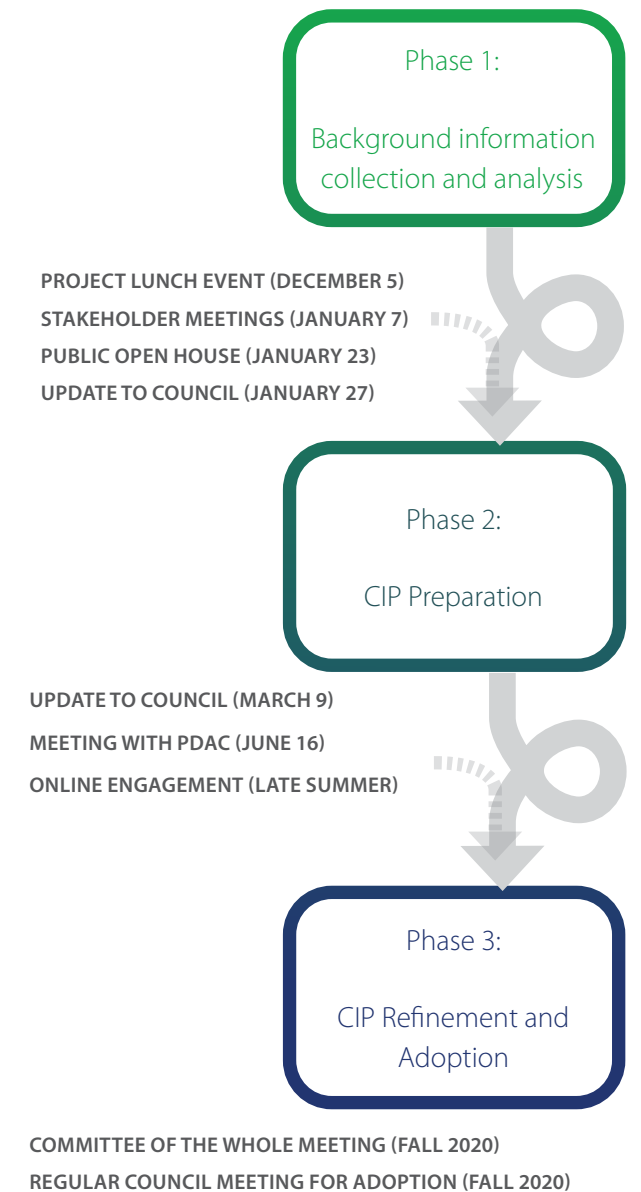 Phase 1:
Background information
collection and analysis
PROJECT LUNCH EVENT (DECEMBER 5)
STAKEHOLDER MEETINGS (JANUARY 7)
PUBLIC OPEN HOUSE (JANUARY 23)
UPDATE TO COUNCIL (JANUARY 27)
Phase 2:
CIP Preparation
UPDATE TO COUNCIL (MARCH 9)
MEETING WITH PDAC (JUNE 16)
ONLINE ENGAGEMENT (LATE SUMMER)
Phase 3:
CIP Refinement and
Adoption
COMMITTEE OF THE WHOLE MEETING (FALL 2020)
REGULAR COUNCIL MEETING FOR ADOPTION (FALL 2020)